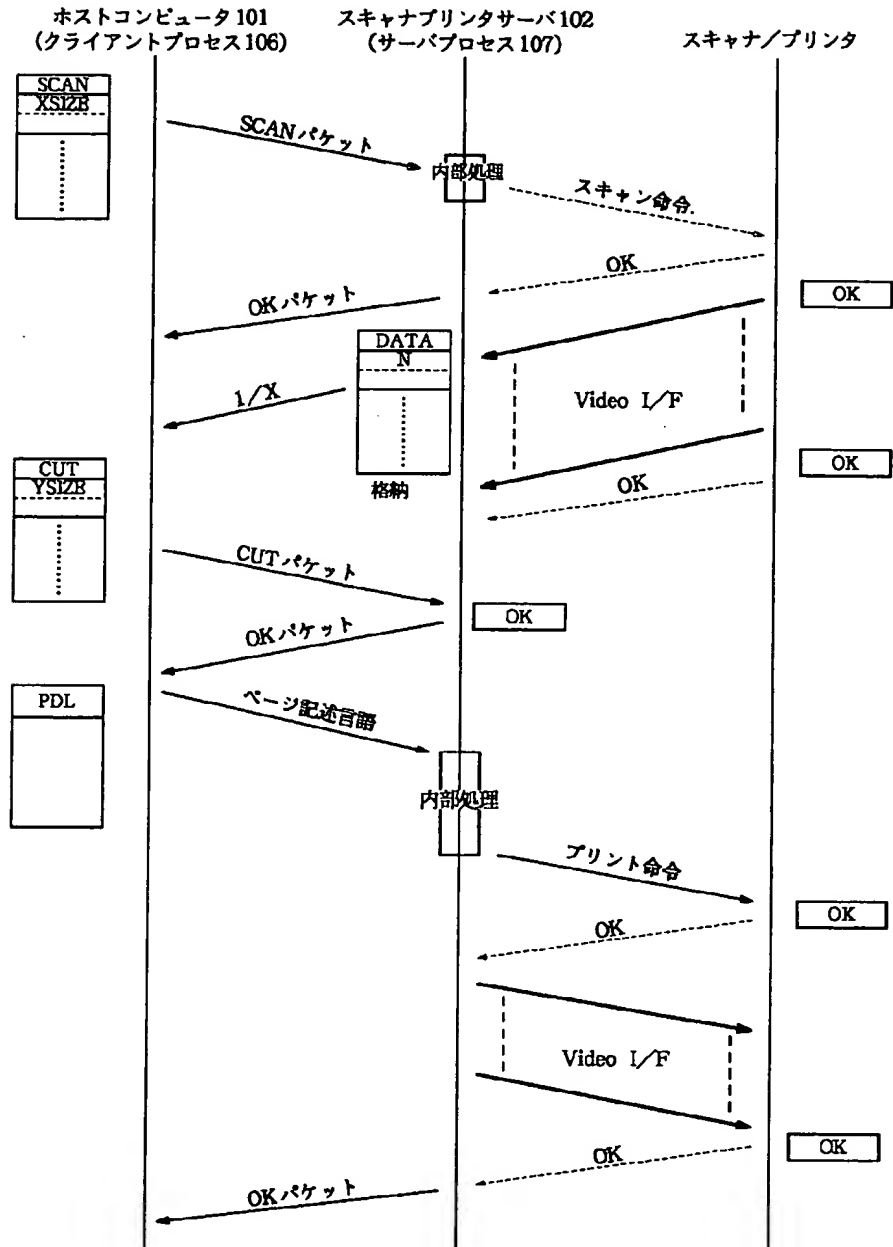 ホストコンピュータ101
(クライアントプロセス106)
スキャナプリンタサーバ102
(サーバプロセス107)
スキャナ/プリンタ
SCAN
XSIZE
SCANパケット
内部処理
スキャン命令
OK
OK
OKパケット
DATA
N
1/X
Video I/F
OK
CUT
YSIZE
格納
OK
CUTパケット
OK
OKパケット
PDL
ページ記述言語
内部処理
プリント命令
OK
OK
Video I/F
OK
OK
OKパケット